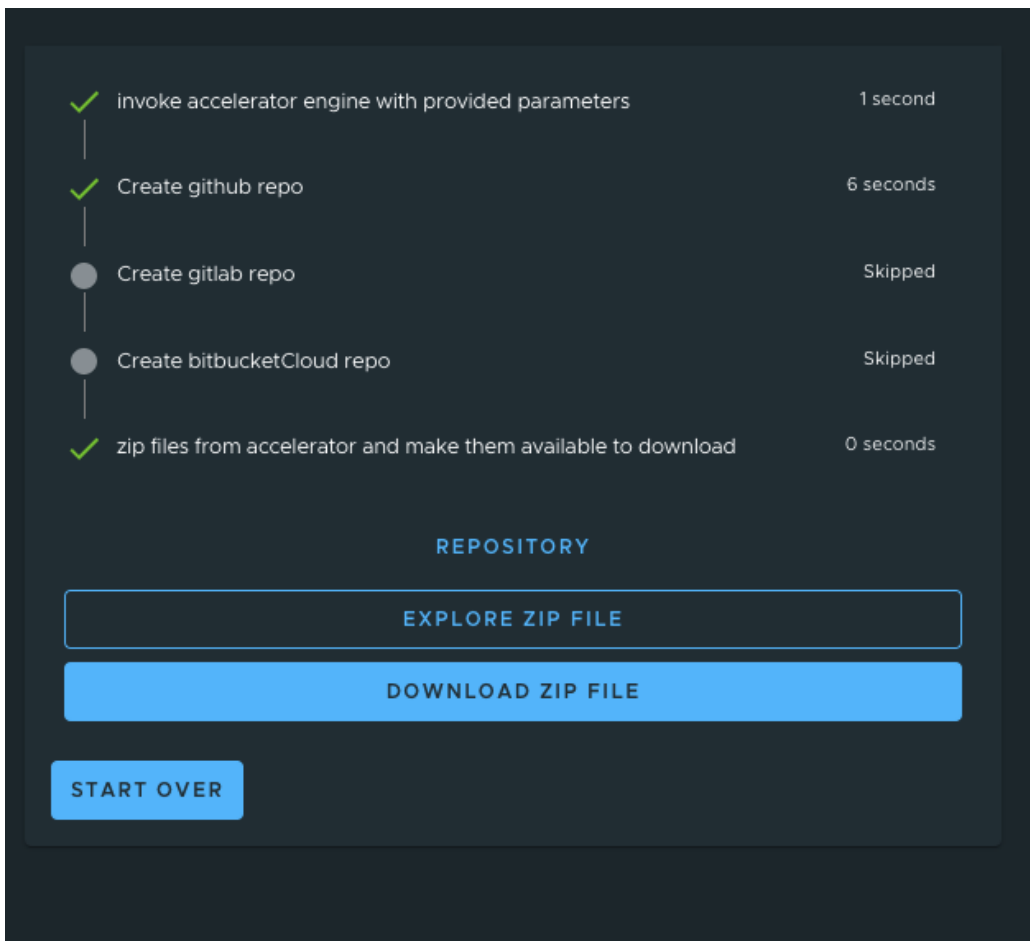 invoke accelerator engine with provided parameters 1 second
Create github repo 6 seconds
Create gitlab repo Skipped
Create bitbucketCloud repo Skipped
zip files from accelerator and make them available to download 0 seconds
REPOSITORY
EXPLORE ZIP FILE
DOWNLOAD ZIP FILE
START OVER